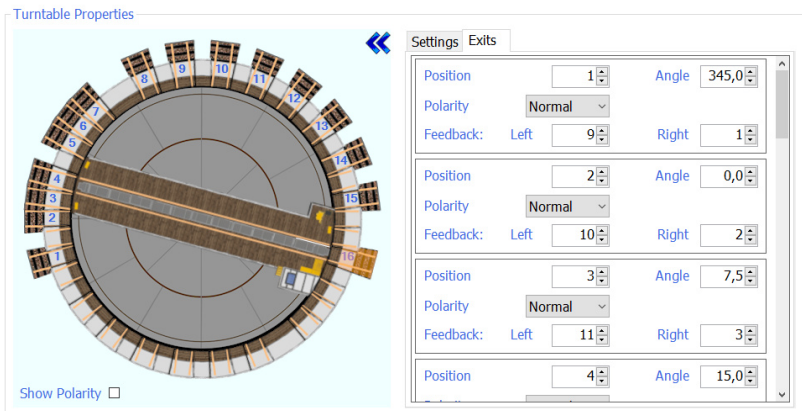 Turntable Properties
8 9 10 11
12
7
13
6
5
14
4
3
15
2
1
16
Show Polarity
Settings Exits
Position 1 Angle 345,0
Polarity Normal
Feedback: Left 9 Right 1
Position 2 Angle 0,0
Polarity Normal
Feedback: Left 10 Right 2
Position 3 Angle 7,5
Polarity Normal
Feedback: Left 11 Right 3
Position 4 Angle 15,0